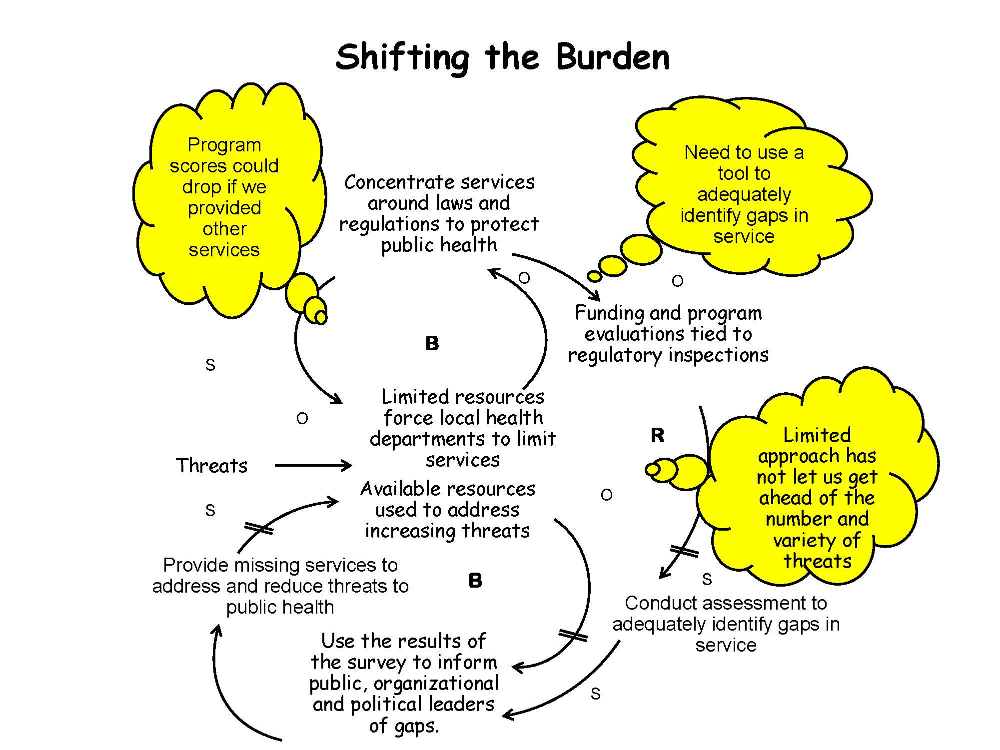 Shifting the Burden
Program
scores could
drop if we
provided
other
services
Need to use a
tool to
adequately
identify gaps in
service
Concentrate services
around laws and
regulations to protect
public health
O
O
Funding and program
evaluations tied to
regulatory inspections
B
S
Limited resources
force local health
departments to limit
services
O
R
Limited
approach has
not let us get
ahead of the
number and
variety of
threats
Threats
Available resources
used to address
increasing threats
O
S
Provide missing services to
address and reduce threats to
public health
B
S
Conduct assessment to
adequately identify gaps in
service
Use the results of
the survey to inform
public, organizational
and political leaders
of gaps.
S